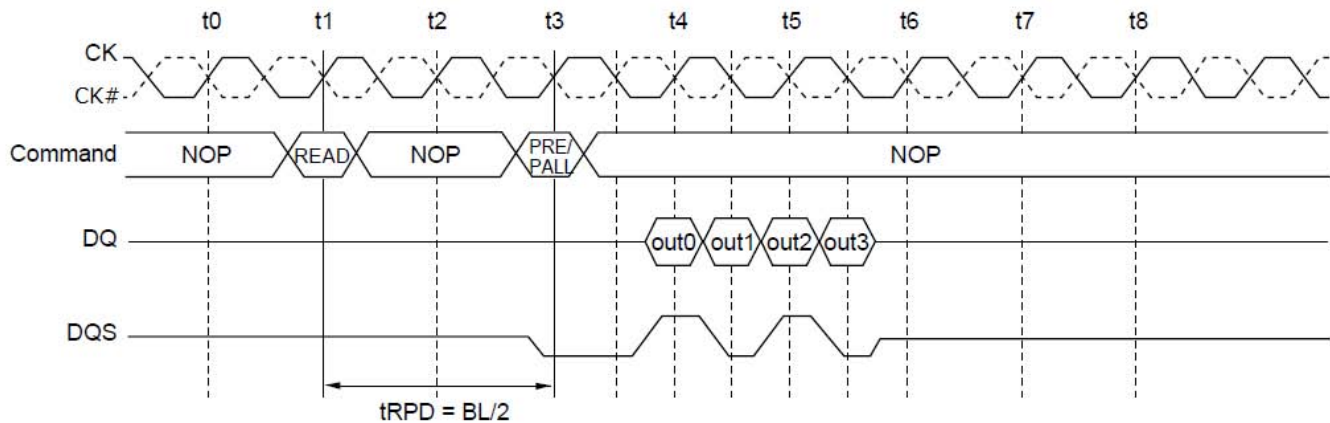 t0 t1 t2 t3 t4 t5 t6 t7 t8
CK
CK#
Command NOP READ NOP PRE/
PALL NOP
DQ out0 out1 out2 out3
DQS
tRPD = BL/2